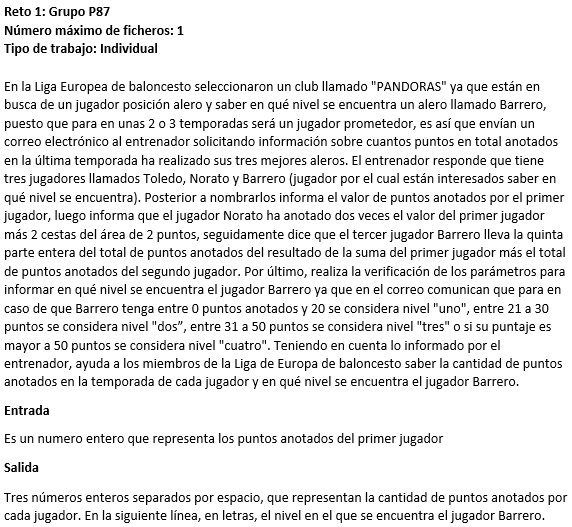 Reto 1: Grupo P87
Número máximo de ficheros: 1
Tipo de trabajo: Individual
En la Liga Europea de baloncesto seleccionaron un club llamado "PANDORAS" ya que están en
busca de un jugador posición alero y saber en qué nivel se encuentra un alero llamado Barrero,
puesto que para en unas 2 o 3 temporadas será un jugador prometedor, es así que envían un
correo electrónico al entrenador solicitando información sobre cuantos puntos en total anotados
en la última temporada ha realizado sus tres mejores aleros. El entrenador responde que tiene
tres jugadores llamados Toledo, Norato y Barrero (jugador por el cual están interesados saber en
qué nivel se encuentra). Posterior a nombrarlos informa el valor de puntos anotados por el primer
jugador, luego informa que el jugador Norato ha anotado dos veces el valor del primer jugador
más 2 cestas del área de 2 puntos, seguidamente dice que el tercer jugador Barrero lleva la quinta
parte entera del total de puntos anotados del resultado de la suma del primer jugador más el total
de puntos anotados del segundo jugador. Por último, realiza la verificación de los parámetros para
informar en qué nivel se encuentra el jugador Barrero ya que en el correo comunican que para en
caso de que Barrero tenga entre 0 puntos anotados y 20 se considera nivel "uno", entre 21 a 30
puntos se considera nivel "dos”, entre 31 a 50 puntos se considera nivel "tres" o si su puntaje es
mayor a 50 puntos se considera nivel "cuatro". Teniendo en cuenta lo informado por el
entrenador, ayuda a los miembros de la Liga de Europa de baloncesto saber la cantidad de puntos
anotados en la temporada de cada jugador y en qué nivel se encuentra el jugador Barrero.
Entrada
Es un numero entero que representa los puntos anotados del primer jugador
Salida
Tres números enteros separados por espacio, que representan la cantidad de puntos anotados por
cada jugador. En la siguiente línea, en letras, el nivel en el que se encuentra el jugador Barrero.